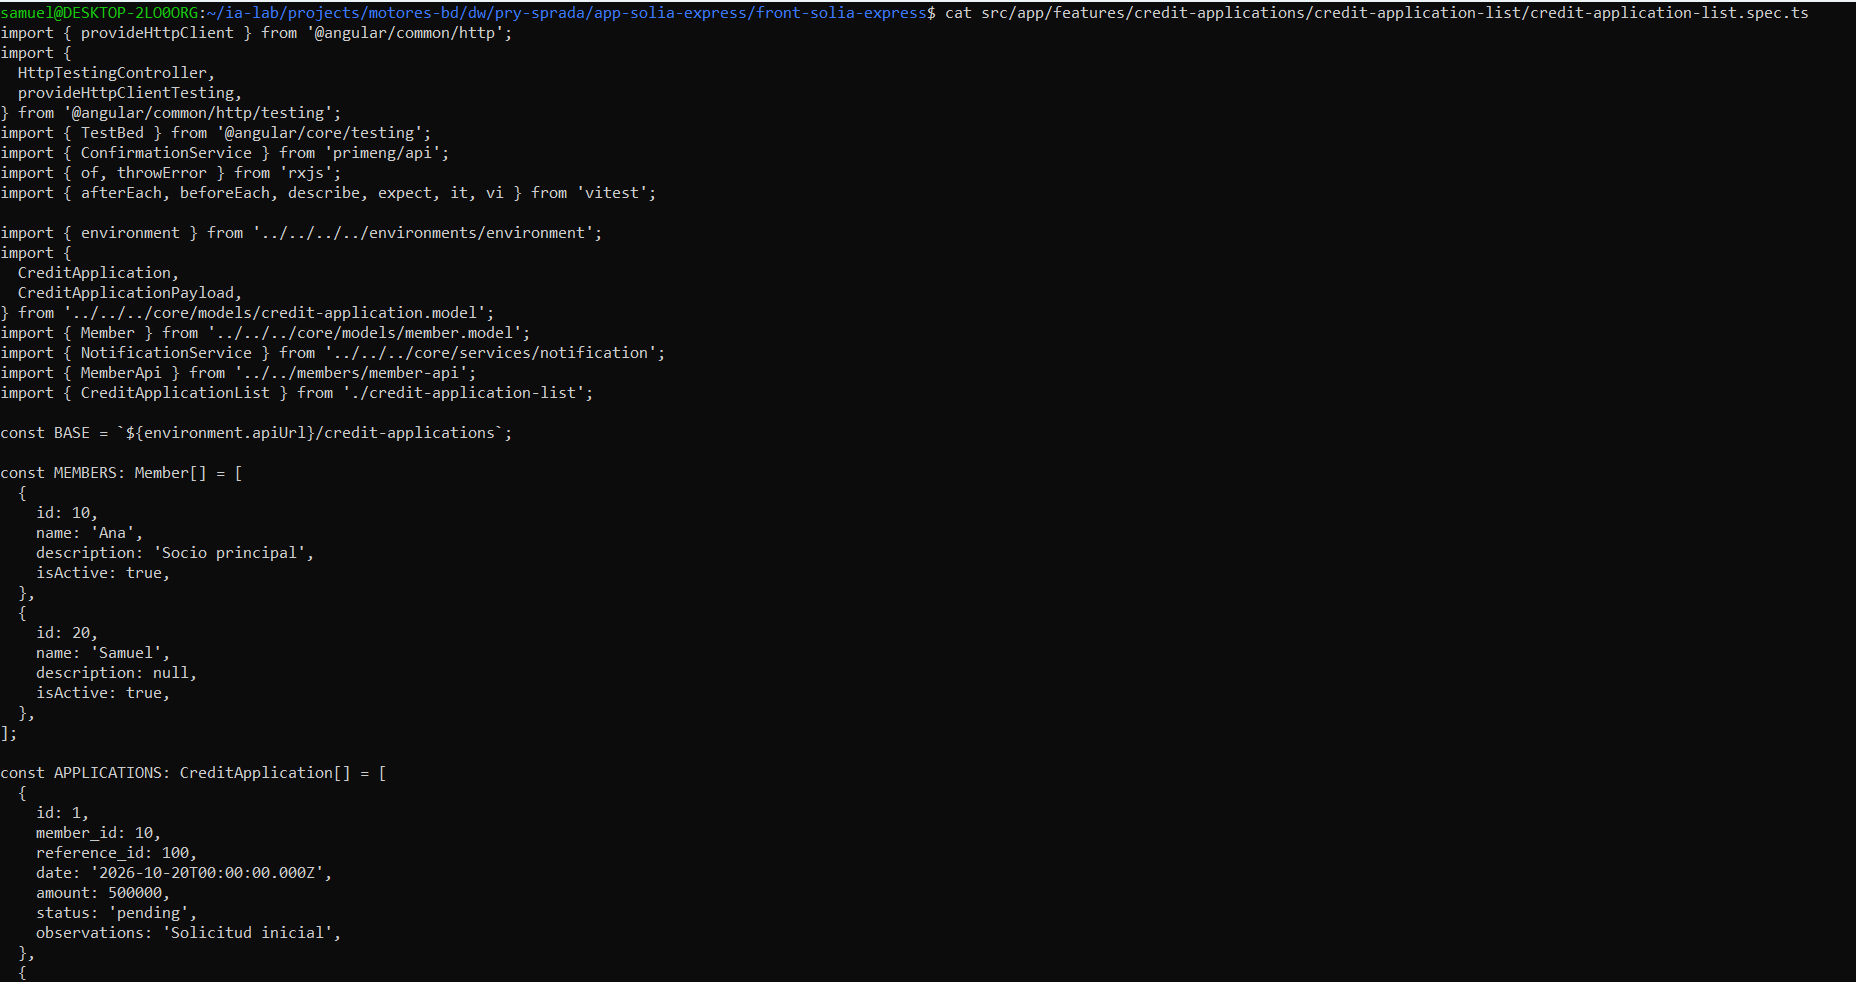 samuel@DESKTOP-2LO0ORG:~/ia-lab/projects/motores-bd/dw/pry-sprada/app-solia-express/front-solia-express$ cat src/app/features/credit-applications/credit-application-list/credit-application-list.spec.ts
import { provideHttpClient } from '@angular/common/http';
import {
  HttpTestingController,
  provideHttpClientTesting,
} from '@angular/common/http/testing';
import { TestBed } from '@angular/core/testing';
import { ConfirmationService } from 'primeng/api';
import { of, throwError } from 'rxjs';
import { afterEach, beforeEach, describe, expect, it, vi } from 'vitest';

import { environment } from '../../../../environments/environment';
import {
  CreditApplication,
  CreditApplicationPayload,
} from '../../../core/models/credit-application.model';
import { Member } from '../../../core/models/member.model';
import { NotificationService } from '../../../core/services/notification';
import { MemberApi } from '../../members/member-api';
import { CreditApplicationList } from './credit-application-list';

const BASE = `${environment.apiUrl}/credit-applications`;

const MEMBERS: Member[] = [
  {
    id: 10,
    name: 'Ana',
    description: 'Socio principal',
    isActive: true,
  },
  {
    id: 20,
    name: 'Samuel',
    description: null,
    isActive: true,
  },
];

const APPLICATIONS: CreditApplication[] = [
  {
    id: 1,
    member_id: 10,
    reference_id: 100,
    date: '2026-10-20T00:00:00.000Z',
    amount: 500000,
    status: 'pending',
    observations: 'Solicitud inicial',
  },
  {